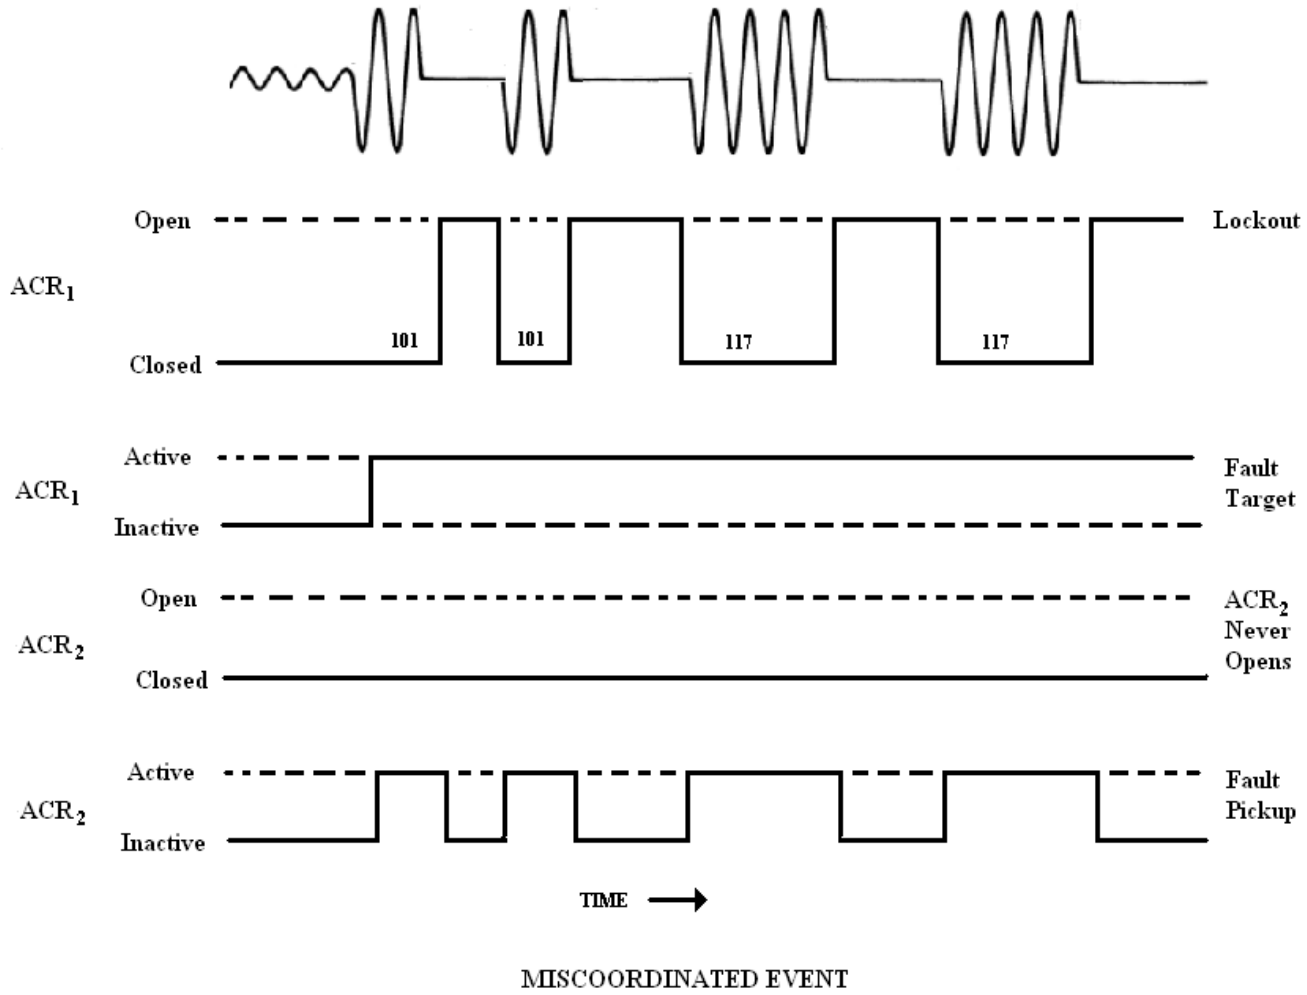 Open
Lockout
ACR1
101
101
117
117
Closed
Active
Fault
Target
ACR1
Inactive
Open
ACR2
Never
Opens
ACR2
Closed
Active
Fault
Pickup
ACR2
Inactive
TIME
MISCOORDINATED EVENT